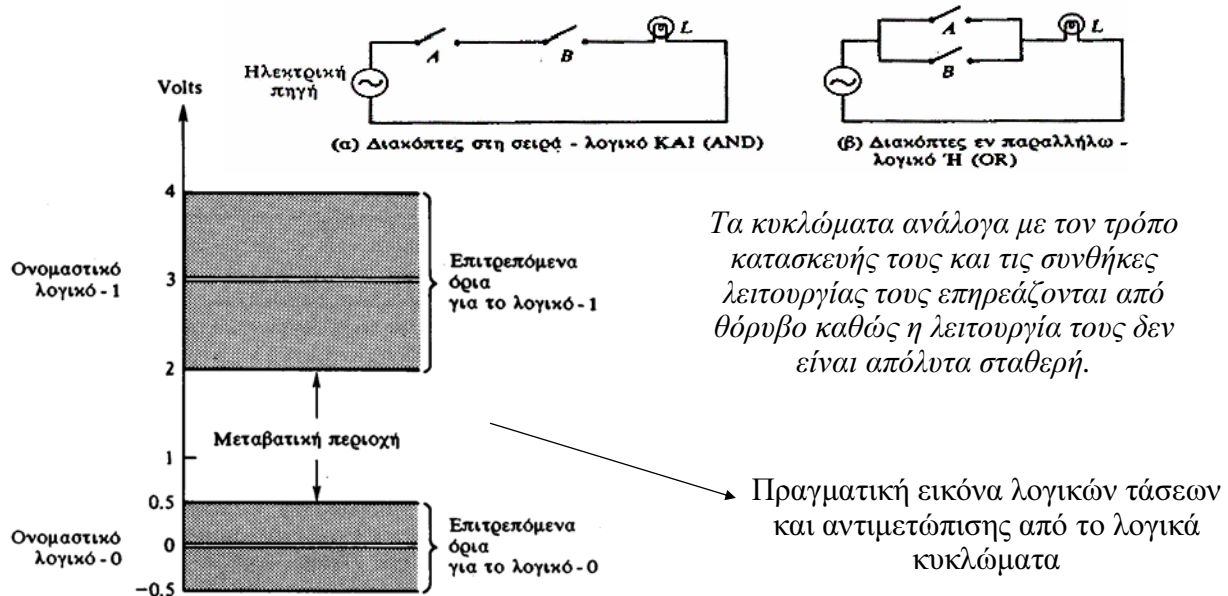 Ηλεκτρική
πηγή
A
B
L
(α) Διακόπτες στη σειρά - λογικό ΚΑΙ (AND)
A
B
L
(β) Διακόπτες εν παραλλήλω -
λογικό Ή (OR)
Volts
4
3
2
1
0.5
0
−0.5
Ονομαστικό
λογικό - 1
Επιτρεπόμενα
όρια
για το λογικό - 1
Μεταβατική περιοχή
Ονομαστικό
λογικό - 0
Επιτρεπόμενα
όρια
για το λογικό - 0
Τα κυκλώματα ανάλογα με τον τρόπο
κατασκευής τους και τις συνθήκες
λειτουργίας τους επηρεάζονται από
θόρυβο καθώς η λειτουργία τους δεν
είναι απόλυτα σταθερή.
Πραγματική εικόνα λογικών τάσεων
και αντιμετώπισης από το λογικά
κυκλώματα